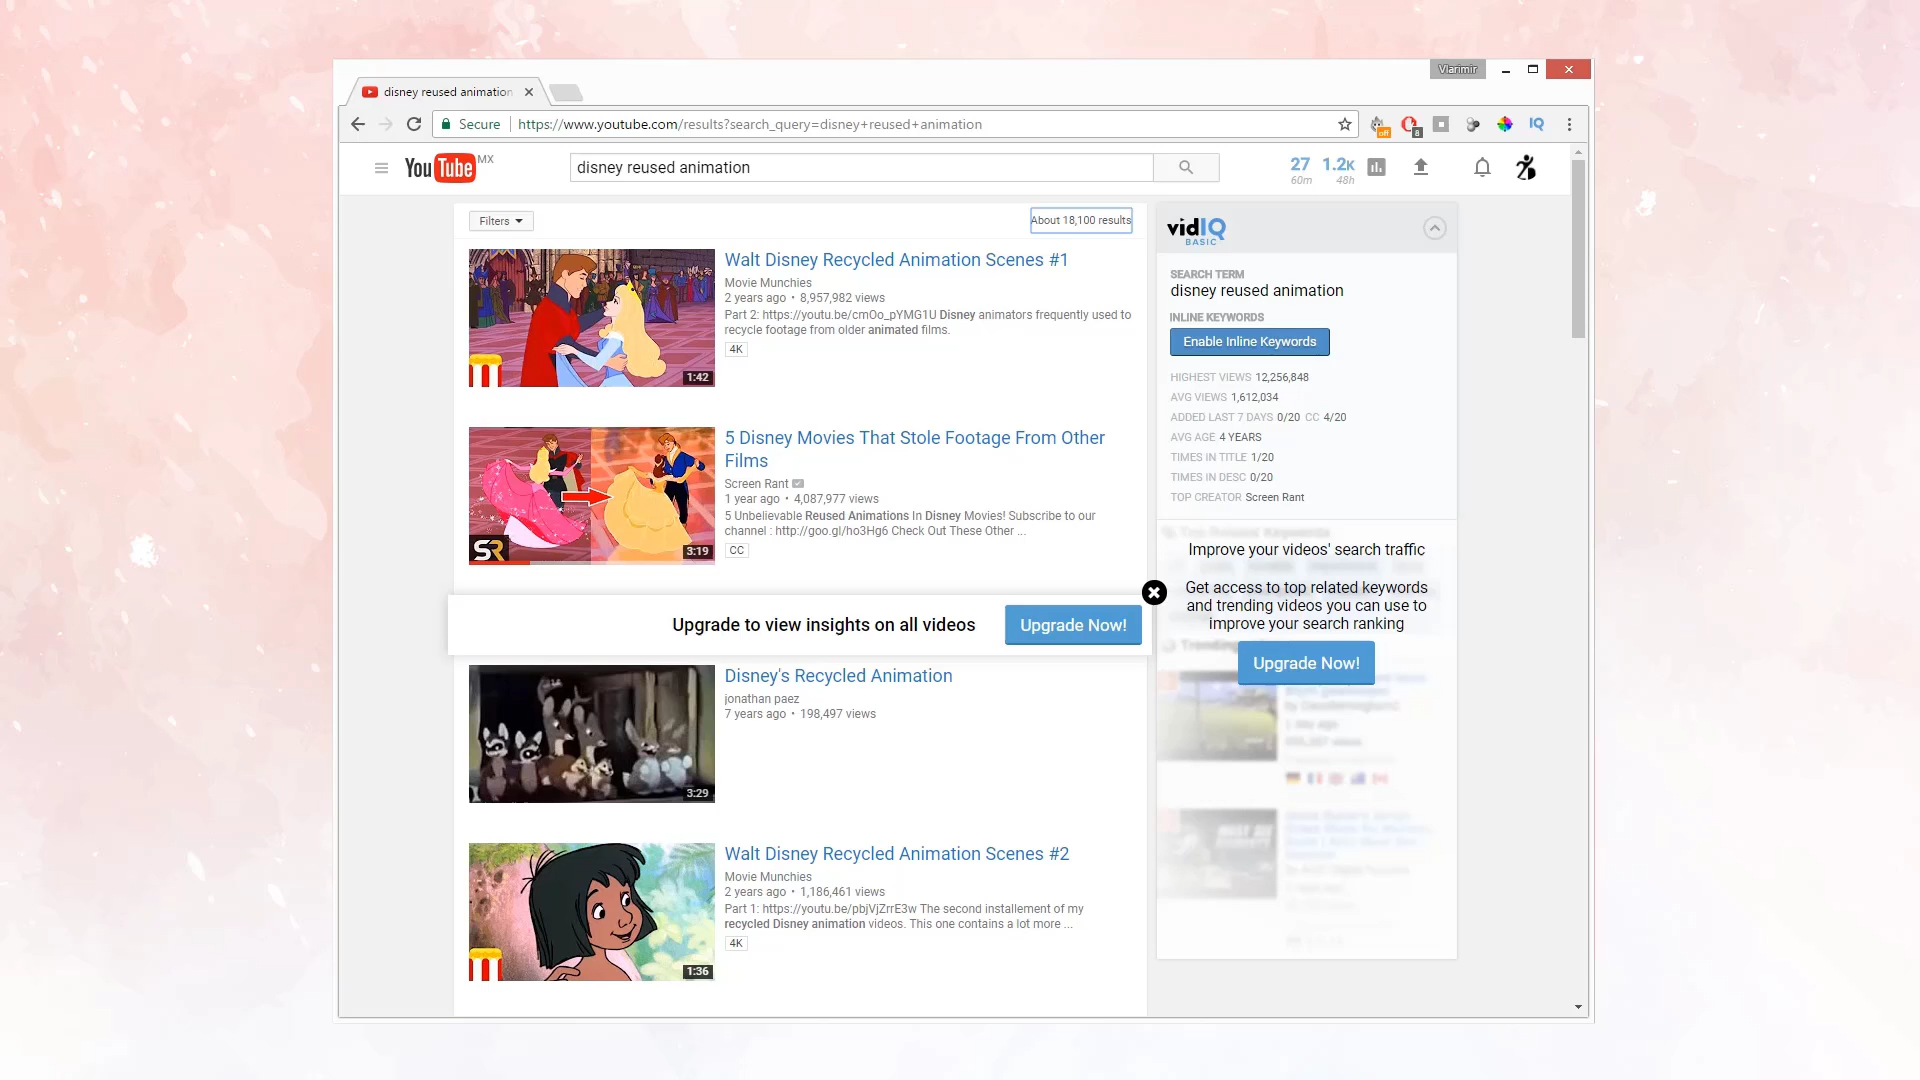 Vlarimir
disney reused animation
Secure https://www.youtube.com/results?search_query=disney+reused+animation
off
8
IQ
YouTube MX
disney reused animation
27 1.2K
60m 48h
Filters
About 18,100 results
Walt Disney Recycled Animation Scenes #1
Movie Munchies
2 years ago • 8,957,982 views
Part 2: https://youtu.be/cmOo_pYMG1U Disney animators frequently used to
recycle footage from older animated films.
4K
1:42
5 Disney Movies That Stole Footage From Other
Films
Screen Rant
1 year ago • 4,087,977 views
5 Unbelievable Reused Animations In Disney Movies! Subscribe to our
channel : http://goo.gl/ho3Hg6 Check Out These Other ...
CC
SR
3:19
Upgrade to view insights on all videos
Upgrade Now!
Disney's Recycled Animation
jonathan paez
7 years ago • 198,497 views
3:29
Walt Disney Recycled Animation Scenes #2
Movie Munchies
2 years ago • 1,186,461 views
Part 1: https://youtu.be/pbjVjZrrE3w The second installement of my
recycled Disney animation videos. This one contains a lot more ...
4K
1:36
vidIQ
BASIC
SEARCH TERM
disney reused animation
INLINE KEYWORDS
Enable Inline Keywords
HIGHEST VIEWS 12,256,848
AVG VIEWS 1,612,034
ADDED LAST 7 DAYS 0/20 CC 4/20
AVG AGE 4 YEARS
TIMES IN TITLE 1/20
TIMES IN DESC 0/20
TOP CREATOR Screen Rant
Improve your videos' search traffic
Get access to top related keywords
and trending videos you can use to
improve your search ranking
Trending
Upgrade Now!